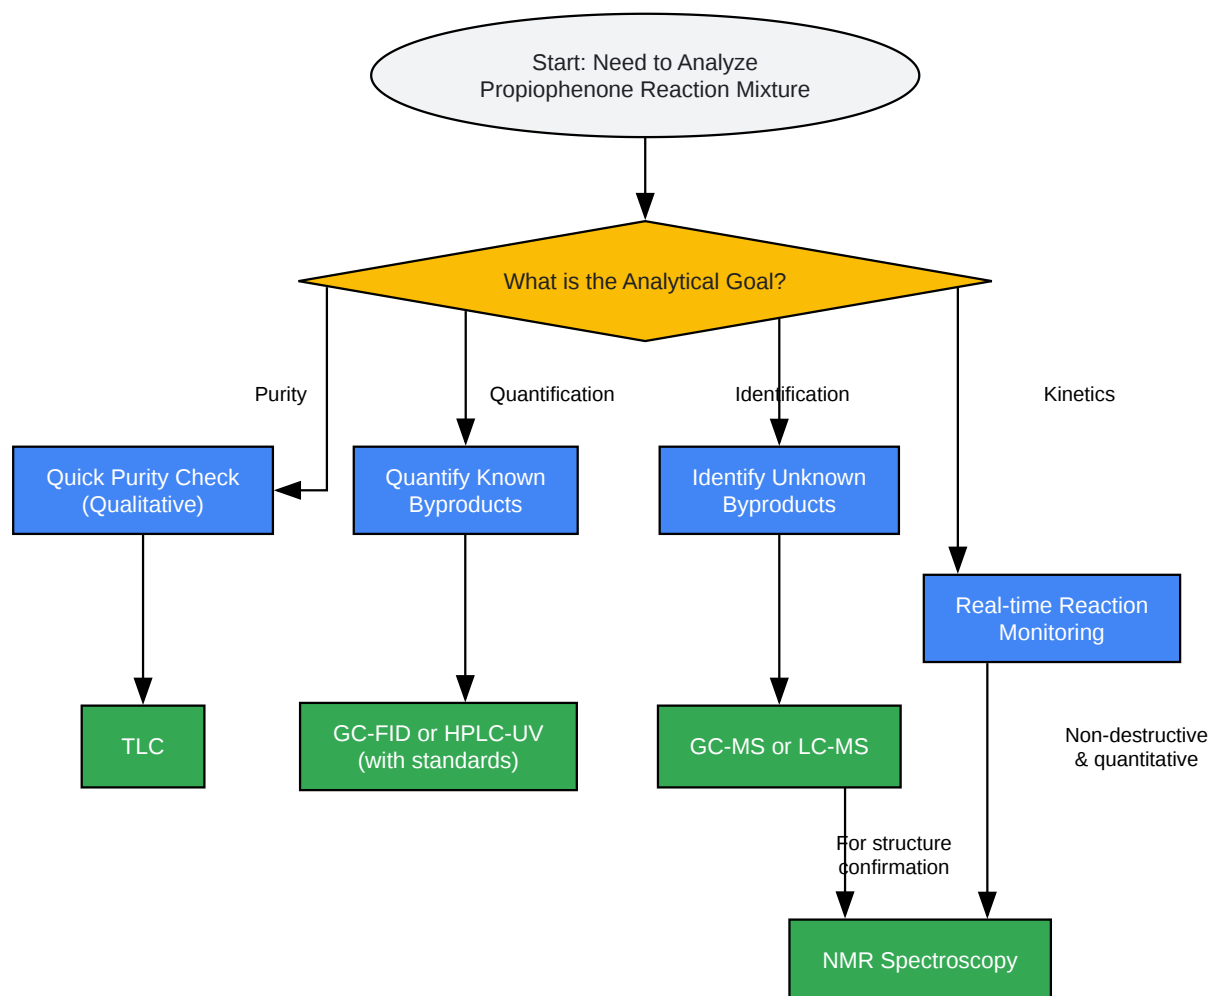 Start: Need to Analyze
Propiophenone Reaction Mixture
What is the Analytical Goal?
Purity
Quantification
Identification
Kinetics
Quick Purity Check
(Qualitative)
Quantify Known
Byproducts
Identify Unknown
Byproducts
Real-time Reaction
Monitoring
TLC
GC-FID or HPLC-UV
(with standards)
GC-MS or LC-MS
Non-destructive
& quantitative
For structure
confirmation
NMR Spectroscopy